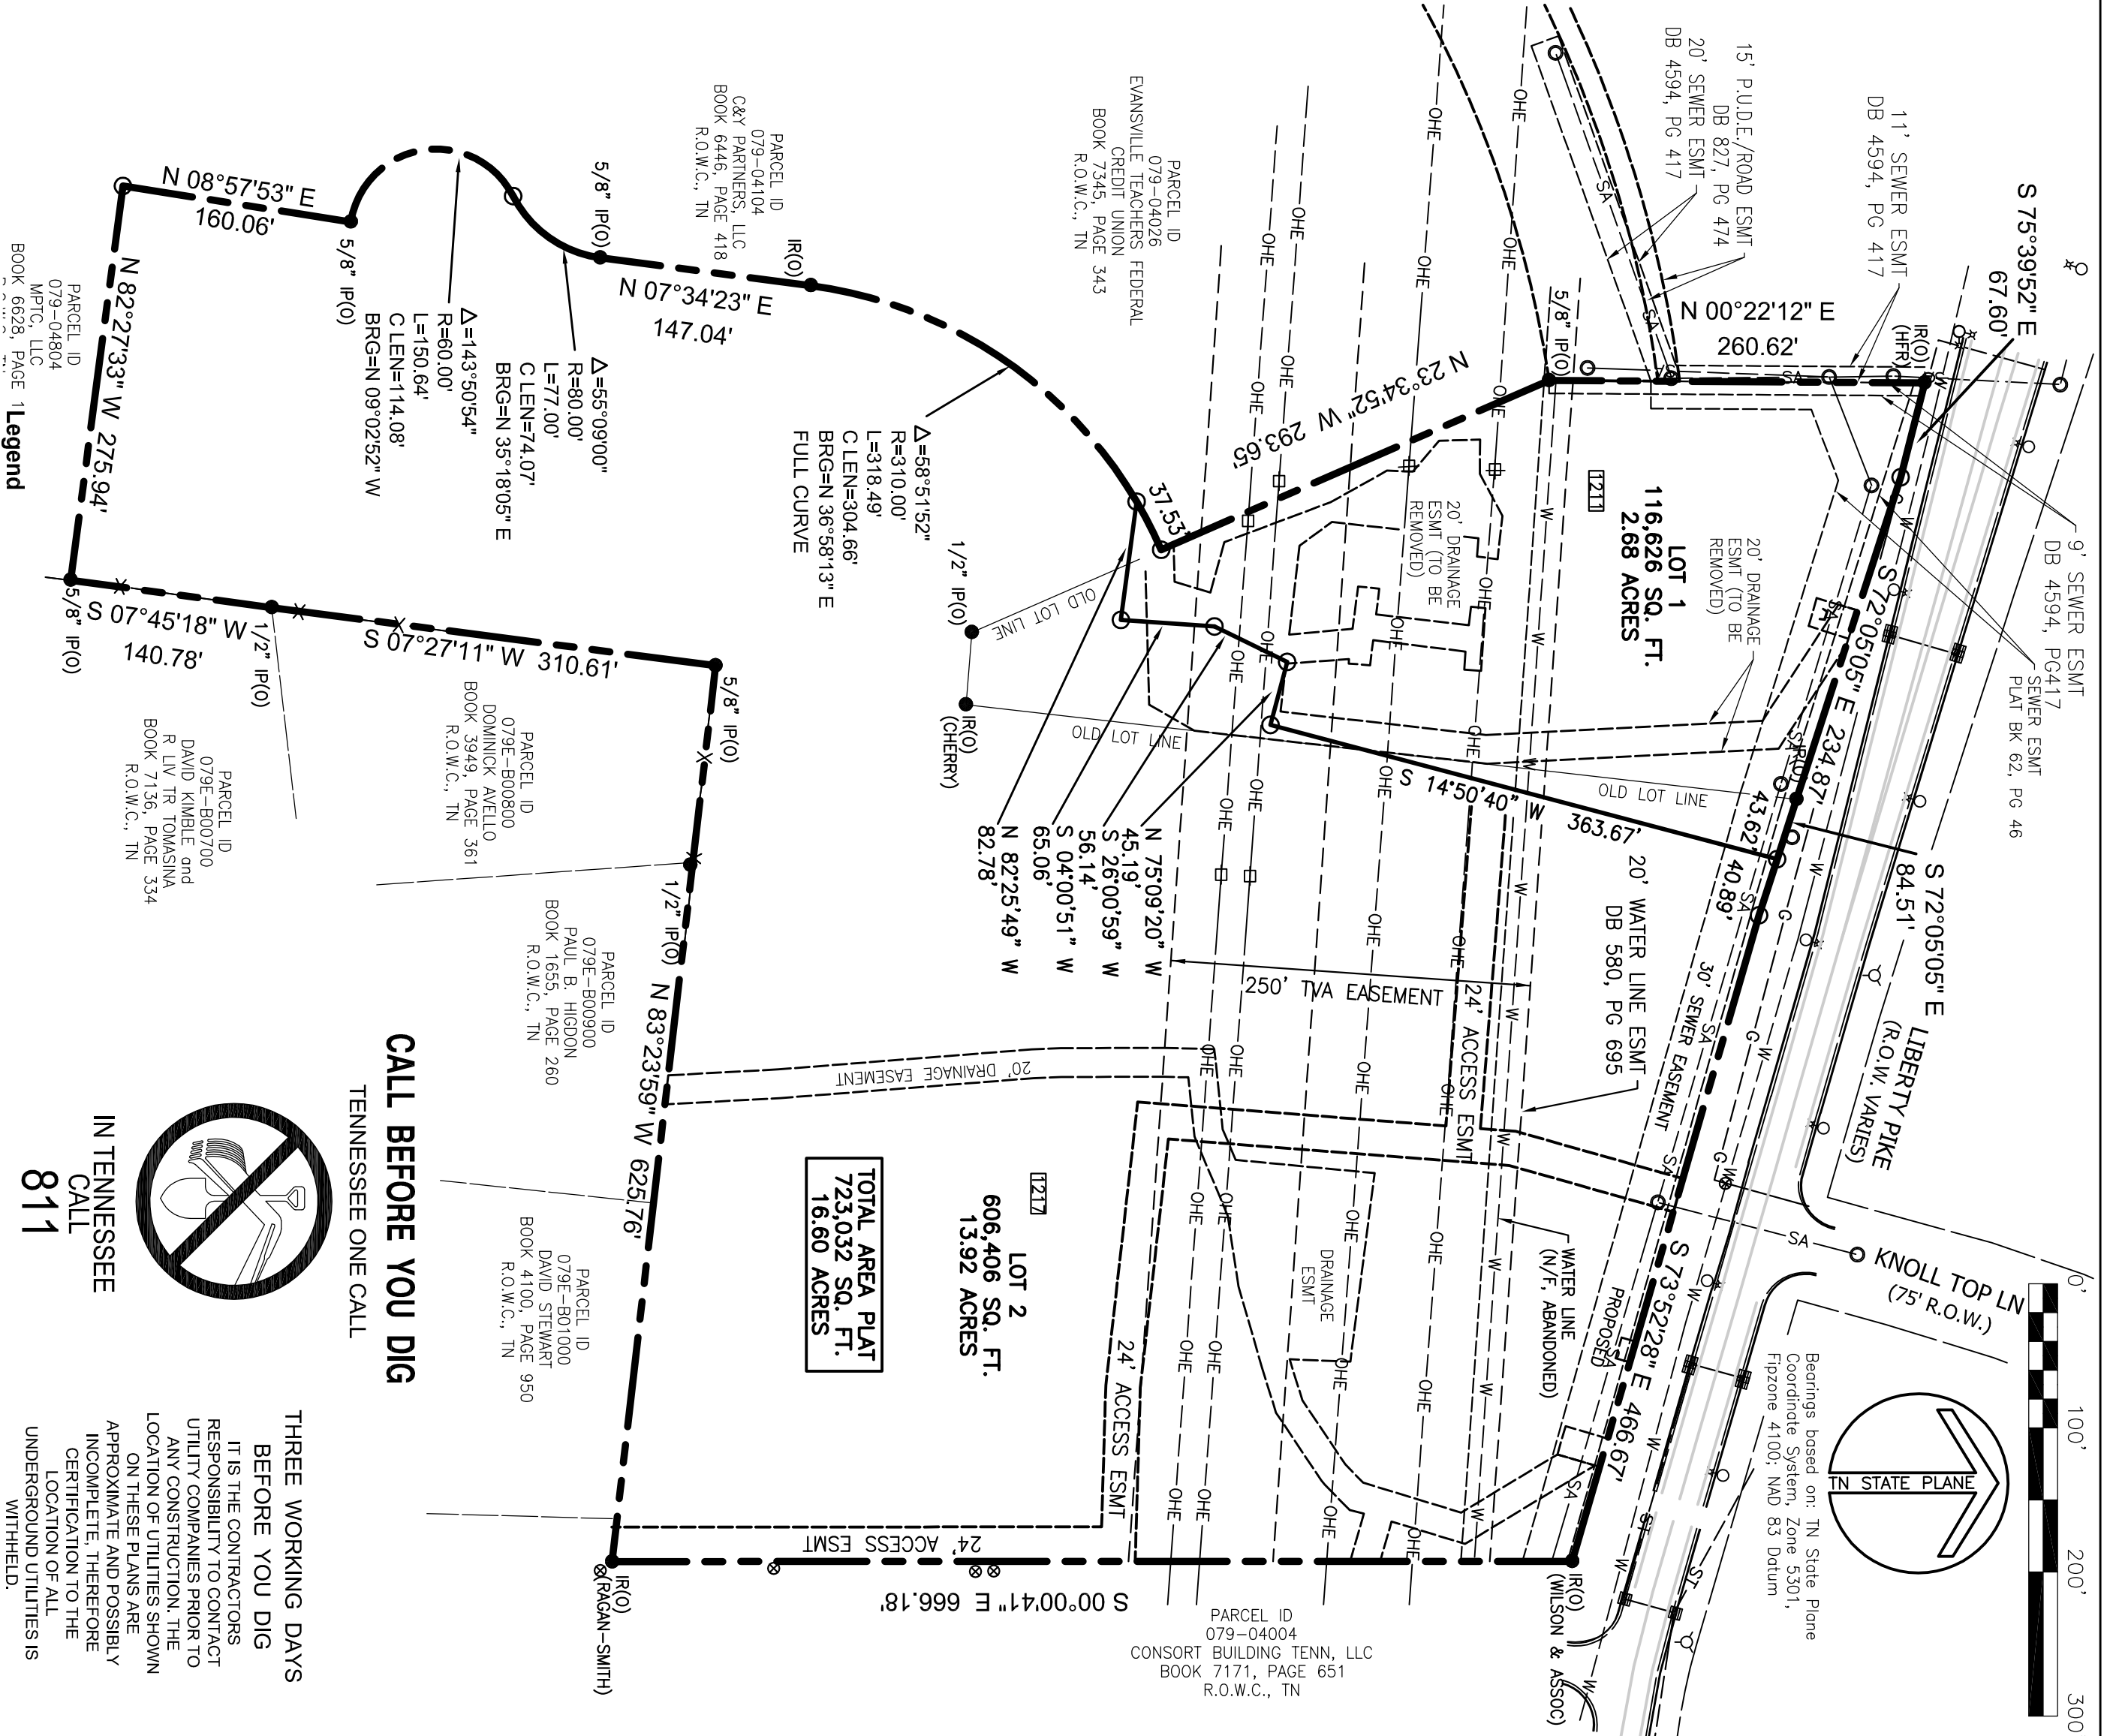 S 75°39'52" E
67.60'
11' SEWER ESMT
DB 4594, PG 417
15' P.U.D.E./ROAD ESMT
DB 827, PG 474
20' SEWER ESMT
DB 4594, PG 417
N 00°22'12" E
260.62'
IR(O)
(HFR)
5/8" IP(O)
9' SEWER ESMT
DB 4594, PG417
SEWER ESMT
PLAT BK 62, PG 46
S 72°05'05" E 234.87'
IR(O)
43.62'
40.89'
S 72°05'05" E
84.51'
LIBERTY PIKE
(R.O.W. VARIES)
KNOLL TOP LN
(75' R.O.W.)
0'
100'
200'
300
TN STATE PLANE
Bearings based on: TN State Plane
Coordinate System, Zone 5301,
Fipzone 4100; NAD 83 Datum
LOT 1
116,626 SQ. FT.
2.68 ACRES
1211
20' DRAINAGE
ESMT (TO BE
REMOVED)
20' DRAINAGE
ESMT (TO BE
REMOVED)
N 23°34'52" W 293.65'
37.53'
OLD LOT LINE
OLD LOT LINE
OLD LOT LINE
S 14°50'40" W 363.67'
20' WATER LINE ESMT
DB 580, PG 695
30' SEWER EASEMENT
S 73°52'28" E 466.67'
PROPOSED
WATER LINE
(N/F, ABANDONED)
24' ACCESS ESMT
250' TVA EASEMENT
N 75°09'20" W
45.19'
S 26°00'59" W
56.14'
S 04°00'51" W
65.06'
N 82°25'49" W
82.78'
PARCEL ID
079-04026
EVANSVILLE TEACHERS FEDERAL
CREDIT UNION
BOOK 7345, PAGE 343
R.O.W.C., TN
1/2" IP(O)
IR(O)
(CHERRY)
Δ=58°51'52"
R=310.00'
L=318.49'
C LEN=304.66'
BRG=N 36°58'13" E
FULL CURVE
IR(O)
N 07°34'23" E
147.04'
5/8" IP(O)
PARCEL ID
079-04104
C&Y PARTNERS, LLC
BOOK 6446, PAGE 418
R.O.W.C., TN
Δ=55°09'00"
R=80.00'
L=77.00'
C LEN=74.07'
BRG=N 35°18'05" E
Δ=143°50'54"
R=60.00'
L=150.64'
C LEN=114.08'
BRG=N 09°02'52" W
5/8" IP(O)
N 08°57'53" E
160.06'
N 82°27'33" W 275.94'
PARCEL ID
079-04804
MPTC, LLC
BOOK 6628, PAGE 1
Legend
5/8" IP(O)
S 07°45'18" W
140.78'
1/2" IP(O)
S 07°27'11" W 310.61'
5/8" IP(O)
PARCEL ID
079E-B00700
DAVID KIMBLE and
R LIV TR TOMASINA
BOOK 7136, PAGE 334
R.O.W.C., TN
PARCEL ID
079E-B00800
DOMINICK AVELLO
BOOK 3949, PAGE 361
R.O.W.C., TN
1/2" IP(O)
N 83°23'59" W 625.76'
PARCEL ID
079E-B00900
PAUL B. HIGDON
BOOK 1655, PAGE 260
R.O.W.C., TN
20' DRAINAGE EASEMENT
LOT 2
606,406 SQ. FT.
13.92 ACRES
1217
TOTAL AREA PLAT
723,032 SQ. FT.
16.60 ACRES
DRAINAGE
ESMT
24' ACCESS ESMT
24' ACCESS ESMT
PARCEL ID
079E-B01000
DAVID STEWART
BOOK 4100, PAGE 950
R.O.W.C., TN
IR(O)
(RAGAN-SMITH)
S 00°00'41" E 666.18'
IR(O)
(WILSON & ASSOC)
PARCEL ID
079-04004
CONSORT BUILDING TENN, LLC
BOOK 7171, PAGE 651
R.O.W.C., TN
CALL BEFORE YOU DIG
TENNESSEE ONE CALL
IN TENNESSEE
CALL
811
THREE WORKING DAYS
BEFORE YOU DIG
IT IS THE CONTRACTORS
RESPONSIBILITY TO CONTACT
UTILITY COMPANIES PRIOR TO
ANY CONSTRUCTION. THE
LOCATION OF UTILITIES SHOWN
ON THESE PLANS ARE
APPROXIMATE AND POSSIBLY
INCOMPLETE, THEREFORE
CERTIFICATION TO THE
LOCATION OF ALL
UNDERGROUND UTILITIES IS
WITHHELD.